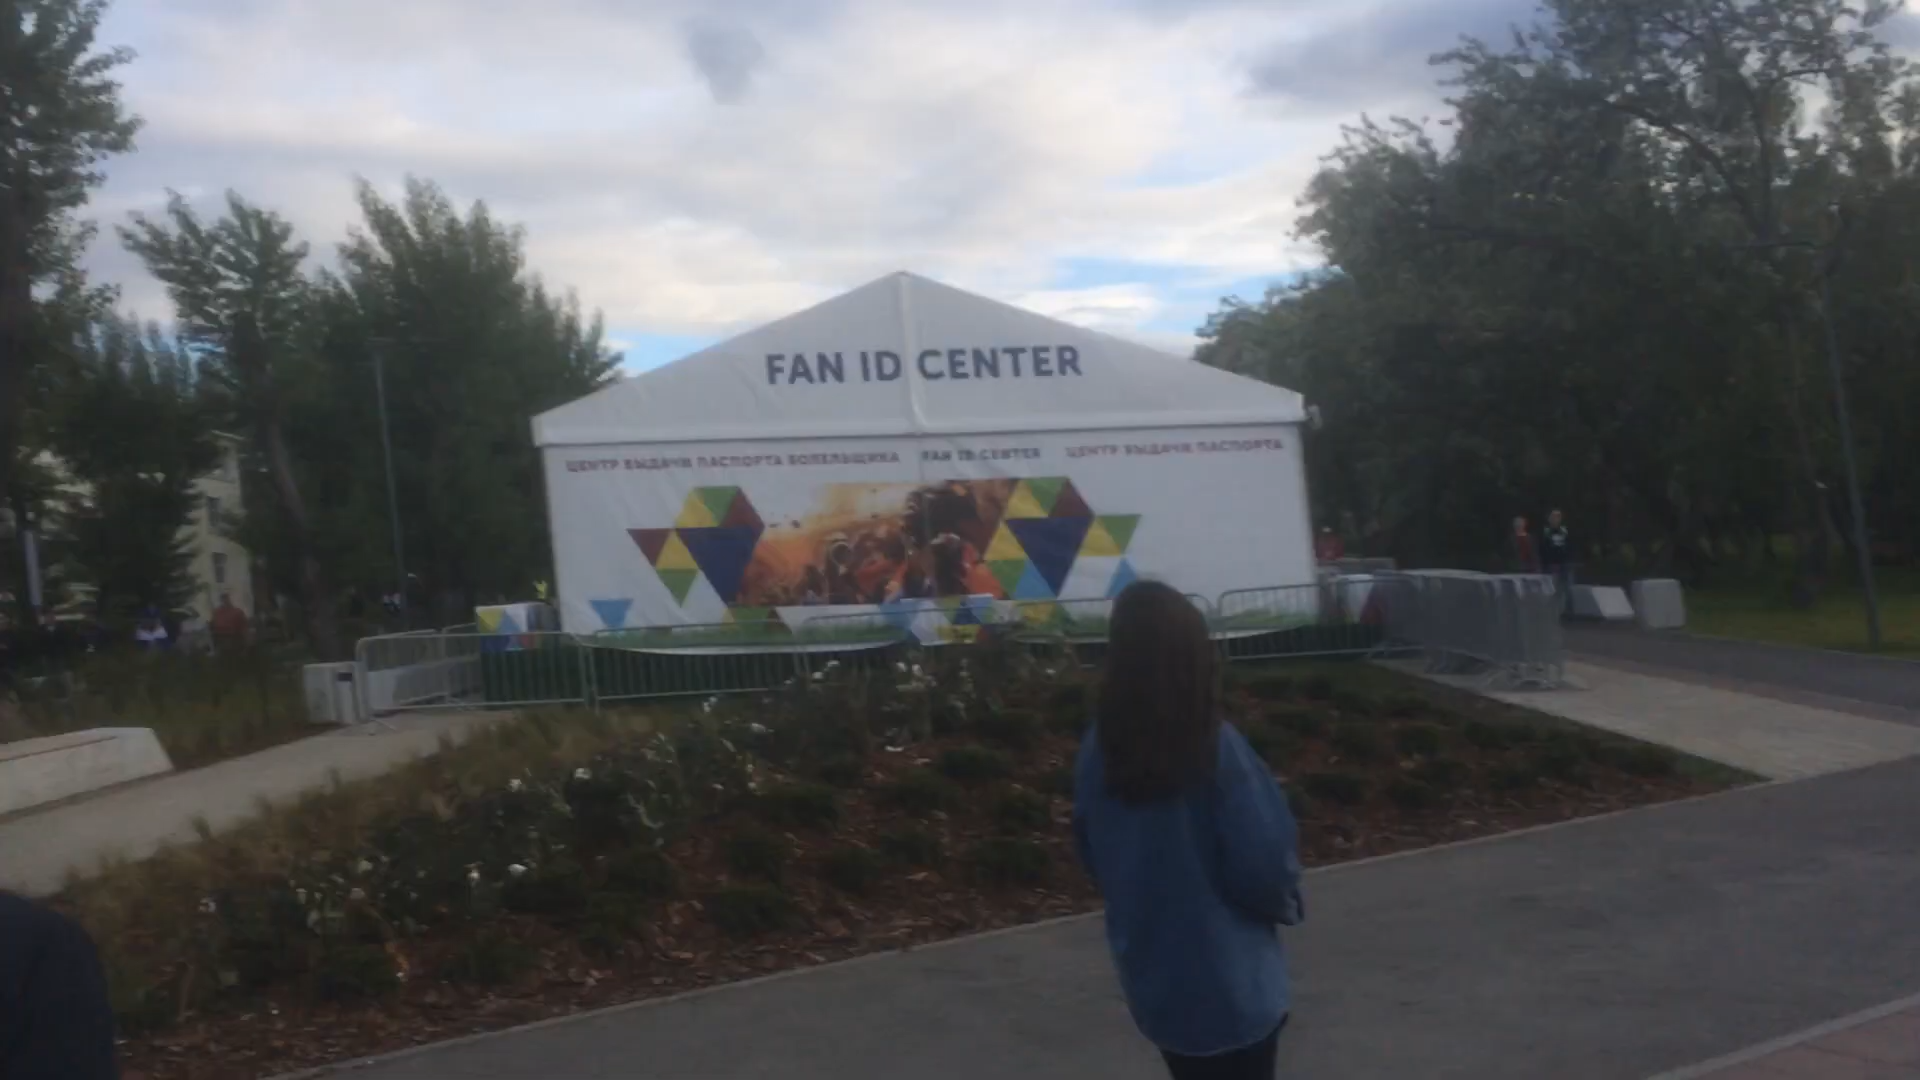 FAN ID CENTER
ЦЕНТР ВЫДАЧИ ПАСПОРТА БОЛЕЛЬЩИКА FAN ID CENTER ЦЕНТР ВЫДАЧИ ПАСПОРТА